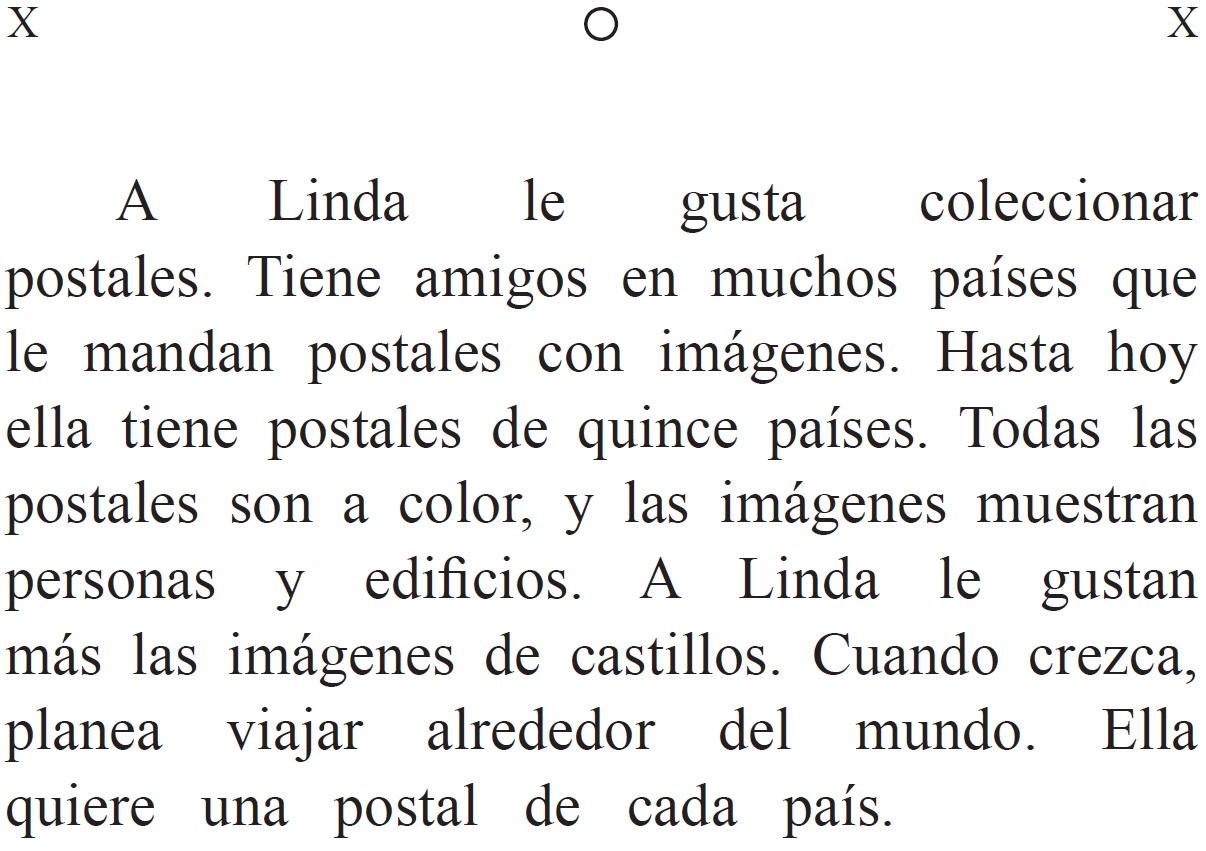 X O X
A Linda le gusta coleccionar
postales. Tiene amigos en muchos países que
le mandan postales con imágenes. Hasta hoy
ella tiene postales de quince países. Todas las
postales son a color, y las imágenes muestran
personas y edificios. A Linda le gustan
más las imágenes de castillos. Cuando crezca,
planea viajar alrededor del mundo. Ella
quiere una postal de cada país.